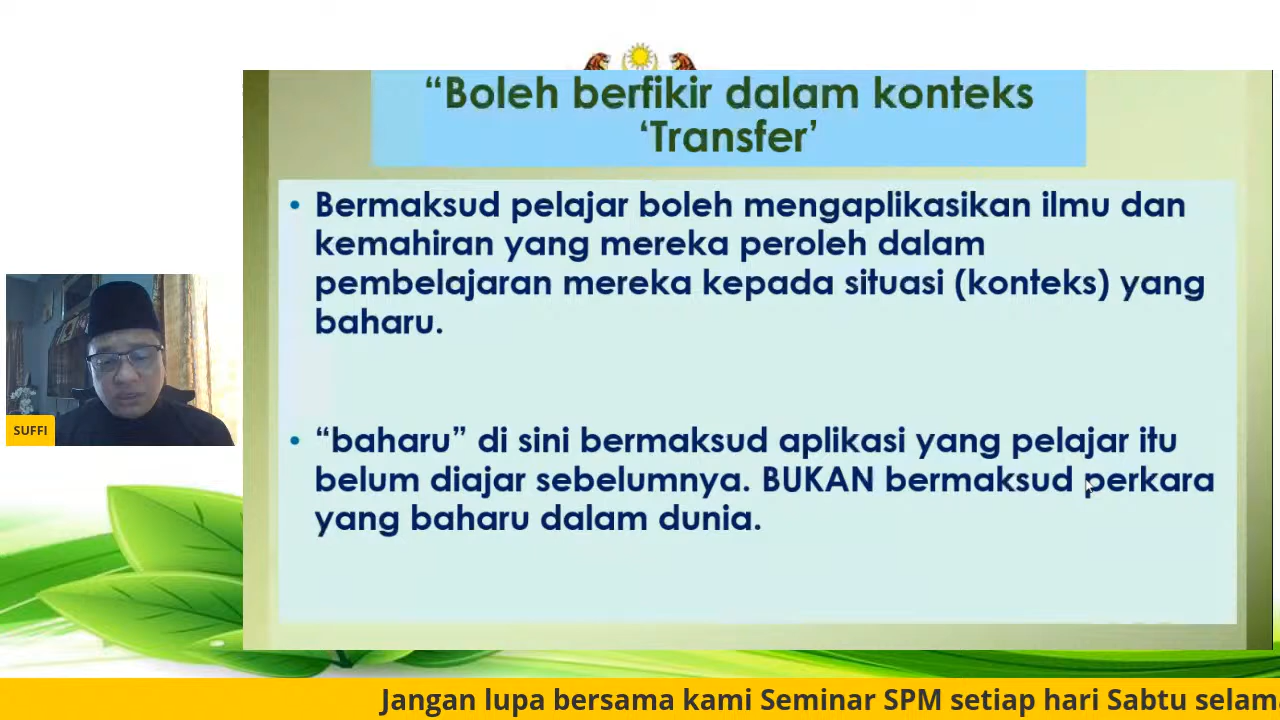 “Boleh berfikir dalam konteks
‘Transfer’
• Bermaksud pelajar boleh mengaplikasikan ilmu dan
kemahiran yang mereka peroleh dalam
pembelajaran mereka kepada situasi (konteks) yang
baharu.
• “baharu” di sini bermaksud aplikasi yang pelajar itu
belum diajar sebelumnya. BUKAN bermaksud perkara
yang baharu dalam dunia.
SUFFI
Jangan lupa bersama kami Seminar SPM setiap hari Sabtu selam